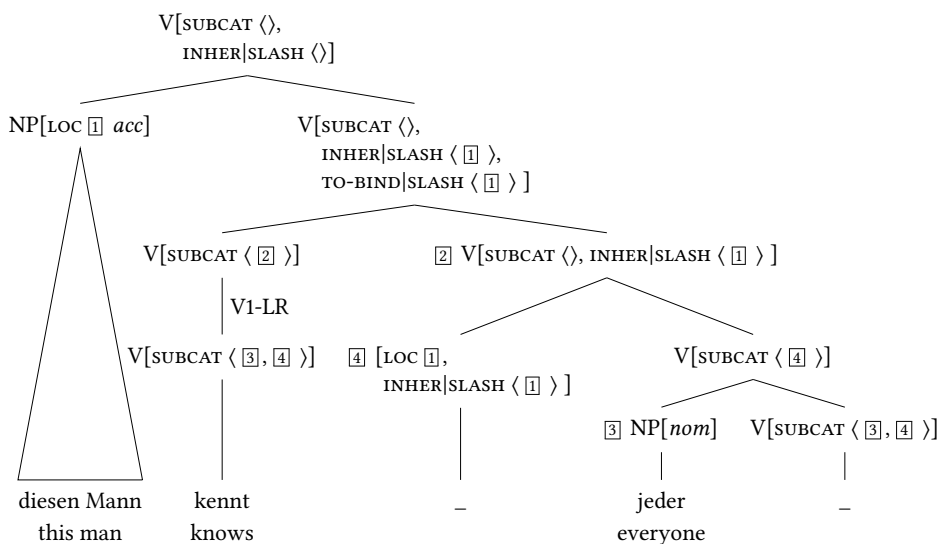 V[SUBCAT ⟨⟩,
INHER|SLASH ⟨⟩]
NP[LOC 1 acc]
V[SUBCAT ⟨⟩,
INHER|SLASH ⟨ 1 ⟩,
TO-BIND|SLASH ⟨ 1 ⟩ ]
V[SUBCAT ⟨ 2 ⟩]
2 V[SUBCAT ⟨⟩, INHER|SLASH ⟨ 1 ⟩ ]
V1-LR
V[SUBCAT ⟨ 3, 4 ⟩]
4 [LOC 1,
INHER|SLASH ⟨ 1 ⟩ ]
V[SUBCAT ⟨ 4 ⟩]
3 NP[nom]
V[SUBCAT ⟨ 3, 4 ⟩]
diesen Mann
this man
kennt
knows
_
jeder
everyone
_